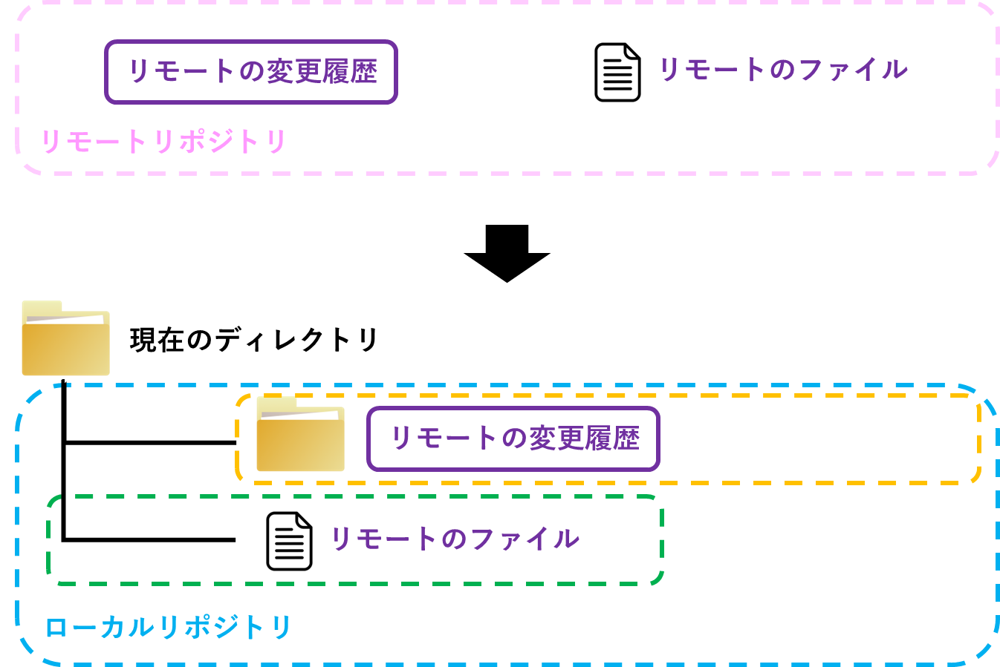 リモートの変更履歴
リモートのファイル
リモートリポジトリ
現在のディレクトリ
リモートの変更履歴
リモートのファイル
ローカルリポジトリ